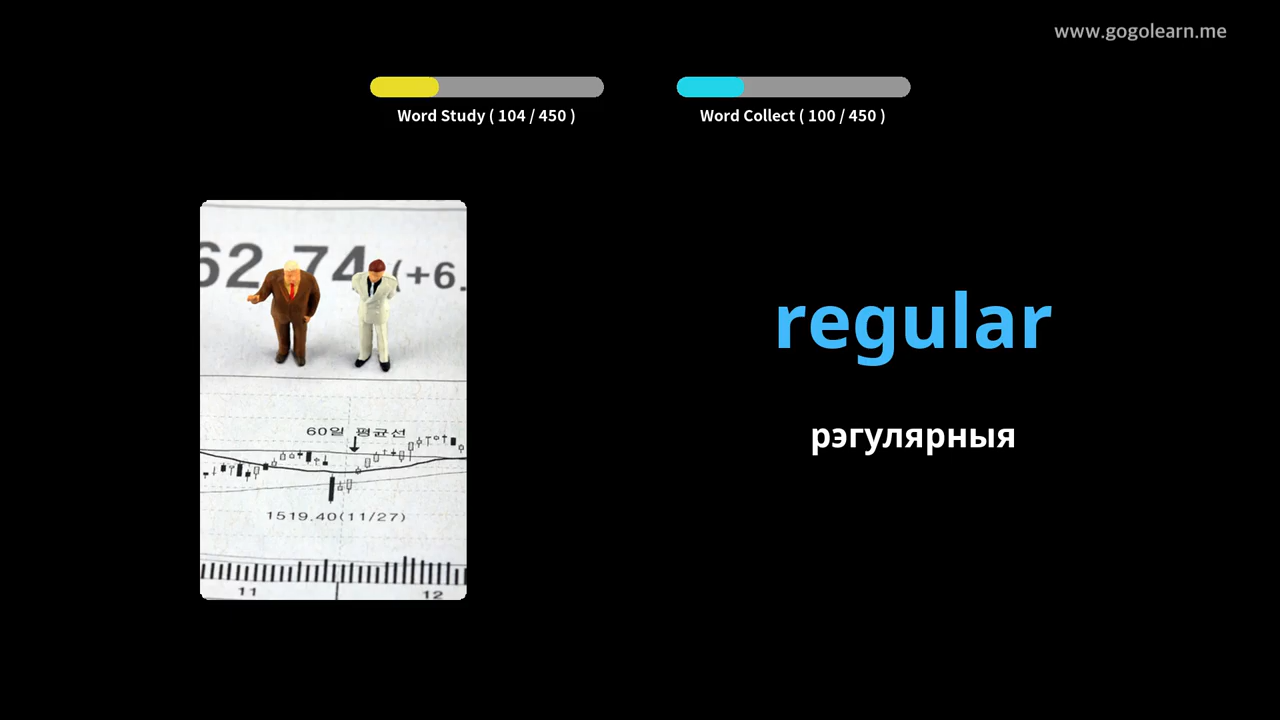 www.gogolearn.me
Word Study ( 104 / 450 )
Word Collect ( 100 / 450 )
62.74 (+6.
regular
рэгулярныя
60일 평균선
1519.40(11/27)
11
12